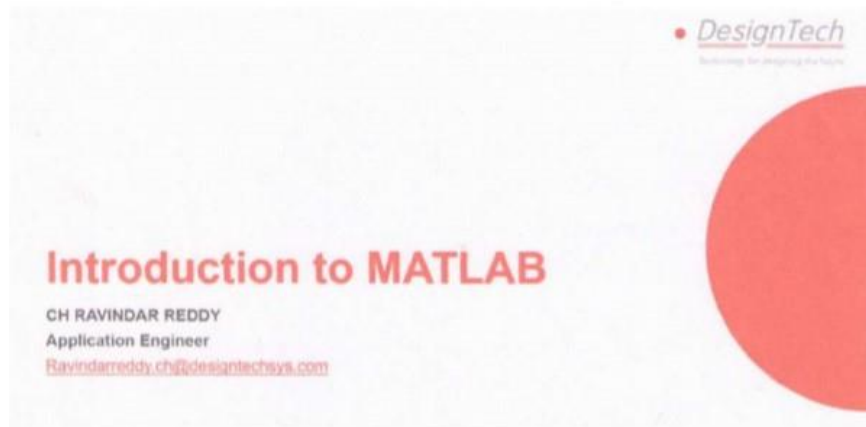 DesignTech
Introduction to MATLAB
CH RAVINDAR REDDY
Application Engineer
Ravindarreddy.ch@designtechsys.com